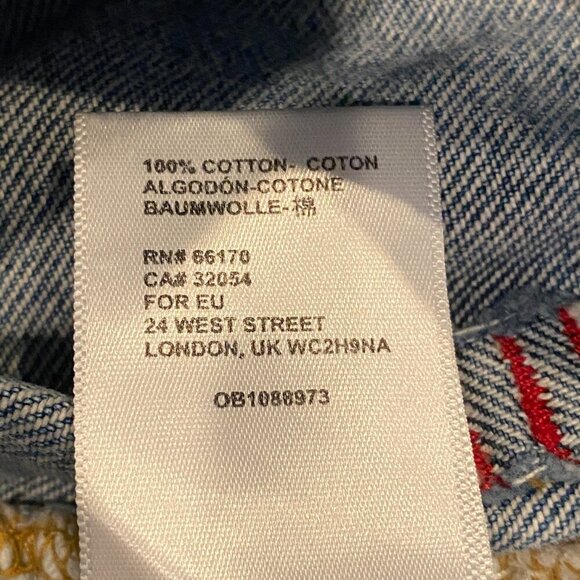 100% COTTON- COTON
ALGODÓN-COTONE
BAUMWOLLE-棉
RN# 66170
CA# 32054
FOR EU
24 WEST STREET
LONDON, UK WC2H9NA
OB1088973